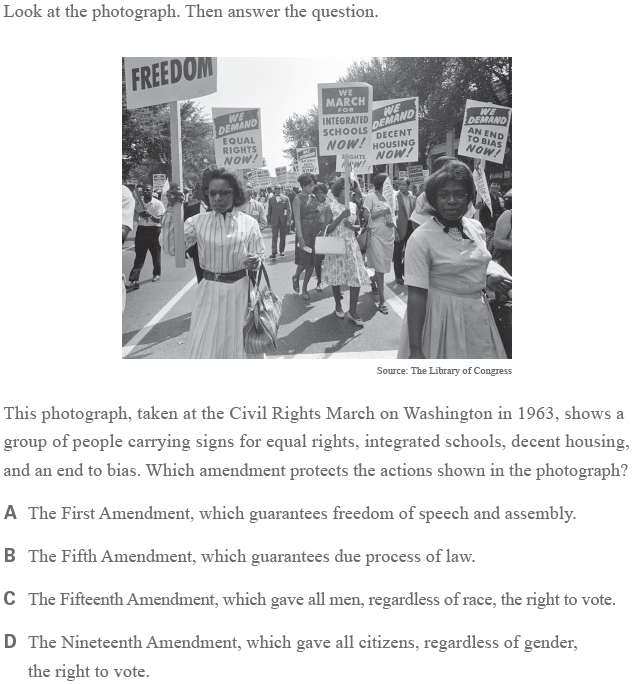 Look at the photograph. Then answer the question.
FREEDOM
WE
DEMAND
EQUAL
RIGHTS
NOW!
WE
MARCH
FOR
INTEGRATED
SCHOOLS
NOW!
WE
DEMAND
DECENT
HOUSING
NOW!
WE
DEMAND
AN END
TO BIAS
NOW!
Source: The Library of Congress
This photograph, taken at the Civil Rights March on Washington in 1963, shows a
group of people carrying signs for equal rights, integrated schools, decent housing,
and an end to bias. Which amendment protects the actions shown in the photograph?
A The First Amendment, which guarantees freedom of speech and assembly.
B The Fifth Amendment, which guarantees due process of law.
C The Fifteenth Amendment, which gave all men, regardless of race, the right to vote.
D The Nineteenth Amendment, which gave all citizens, regardless of gender,
the right to vote.